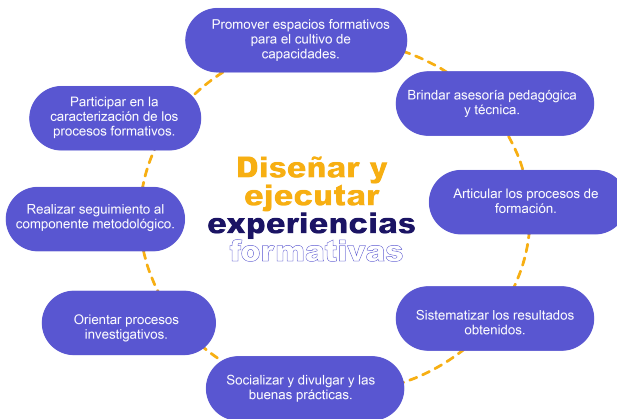 Promover espacios formativos
para el cultivo de
capacidades.
Brindar asesoría pedagógica
y técnica.
Articular los procesos de
formación.
Sistematizar los resultados
obtenidos.
Socializar y divulgar y las
buenas prácticas.
Orientar procesos
investigativos.
Realizar seguimiento al
componente metodológico.
Participar en la
caracterización de los
procesos formativos.
Diseñar y
ejecutar
experiencias
formativas